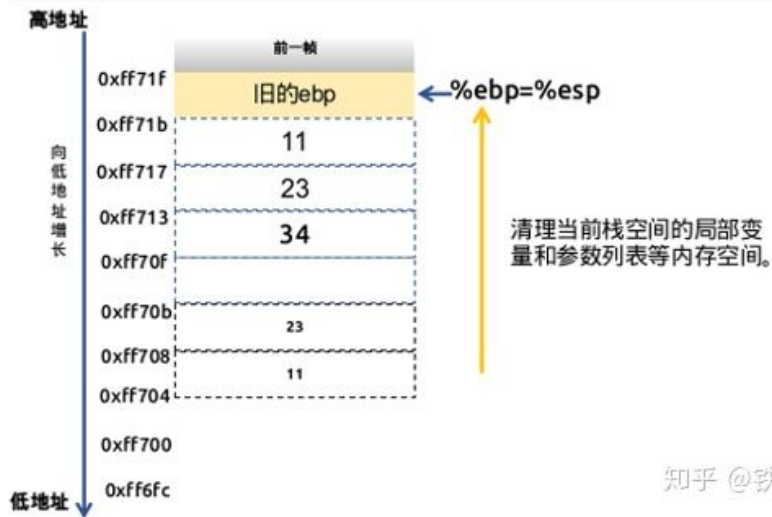 高地址
前一帧
0xff71f
旧的ebp
%ebp=%esp
0xff71b
11
向低地址增长
0xff717
23
0xff713
34
清理当前栈空间的局部变
量和参数列表等内存空间。
0xff70f
0xff70b
23
0xff708
11
0xff704
0xff700
知乎 @铁
低地址
0xff6fc